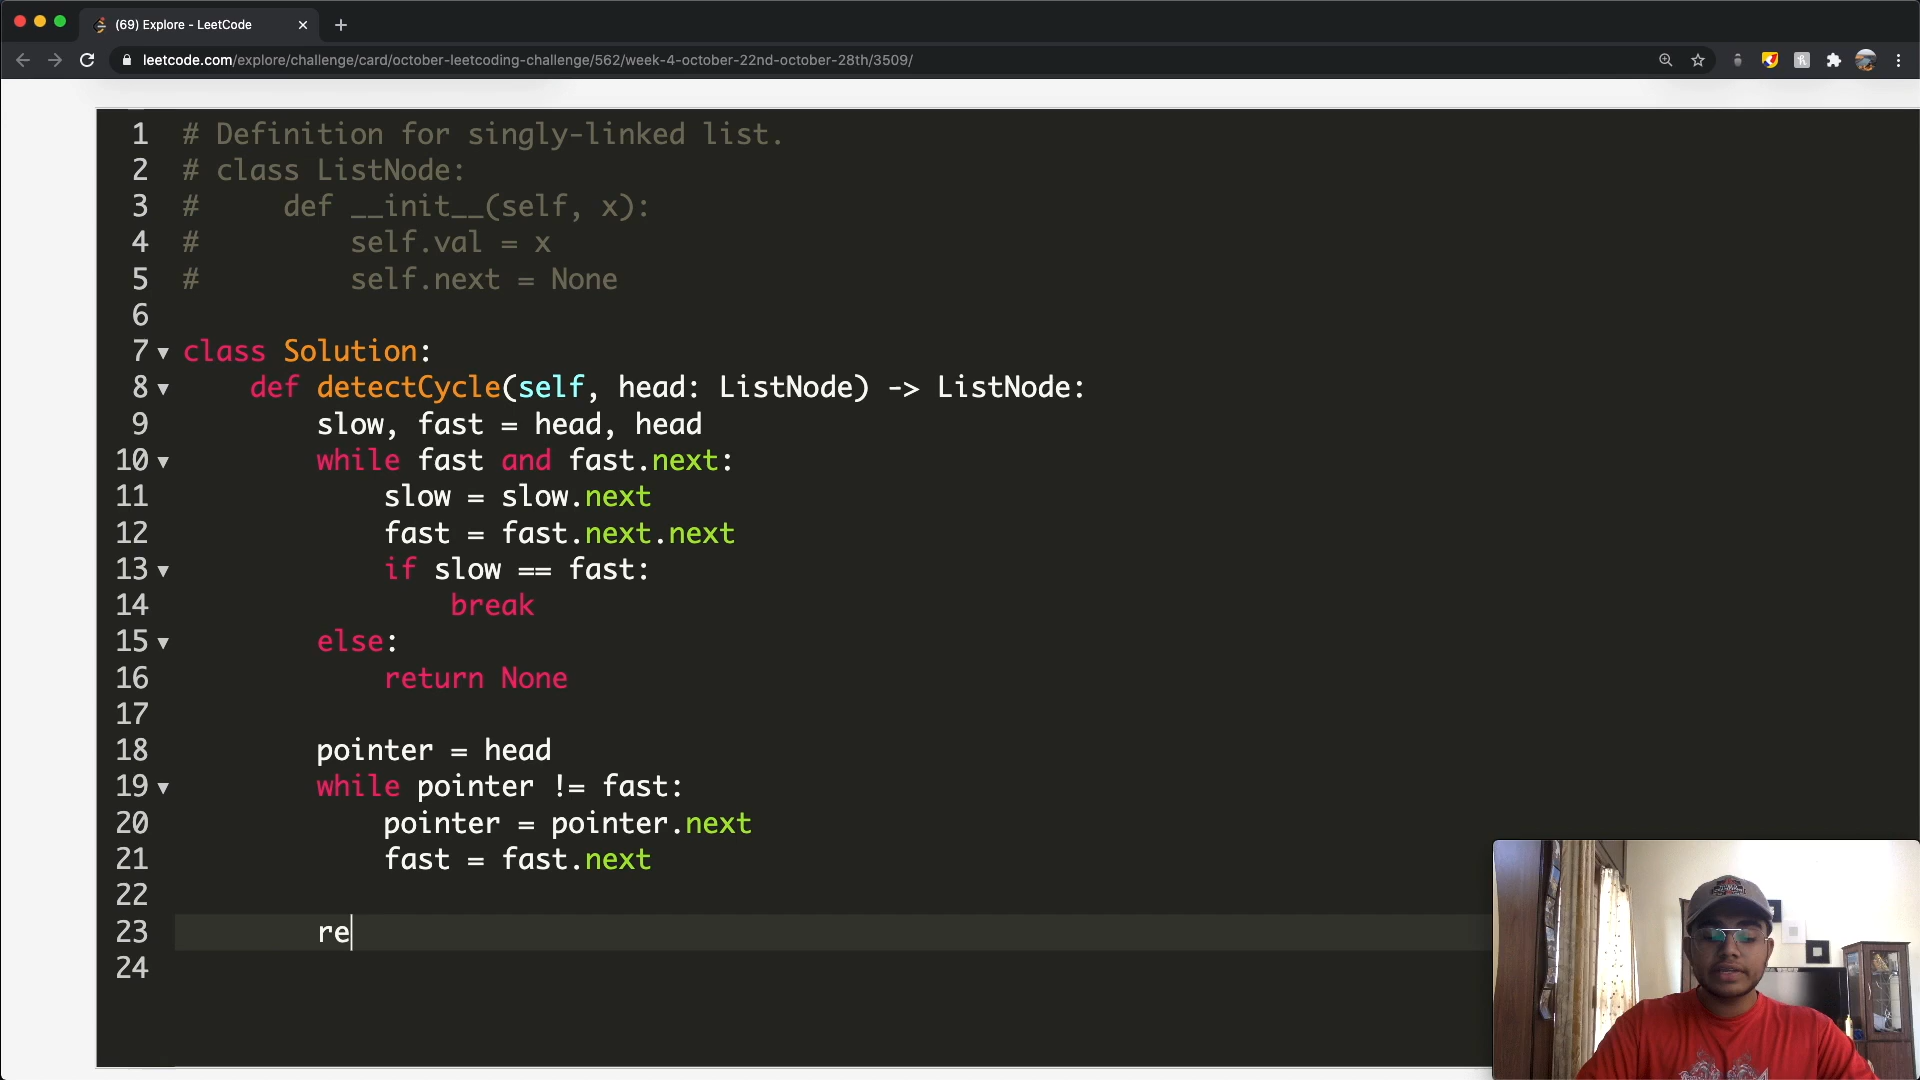 (69) Explore - LeetCode
leetcode.com/explore/challenge/card/october-leetcoding-challenge/562/week-4-october-22nd-october-28th/3509/
1 # Definition for singly-linked list.
2 # class ListNode:
3 #     def __init__(self, x):
4 #         self.val = x
5 #         self.next = None
6
7 class Solution:
8     def detectCycle(self, head: ListNode) -> ListNode:
9         slow, fast = head, head
10         while fast and fast.next:
11             slow = slow.next
12             fast = fast.next.next
13             if slow == fast:
14                 break
15         else:
16             return None
17
18         pointer = head
19         while pointer != fast:
20             pointer = pointer.next
21             fast = fast.next
22
23         re
24